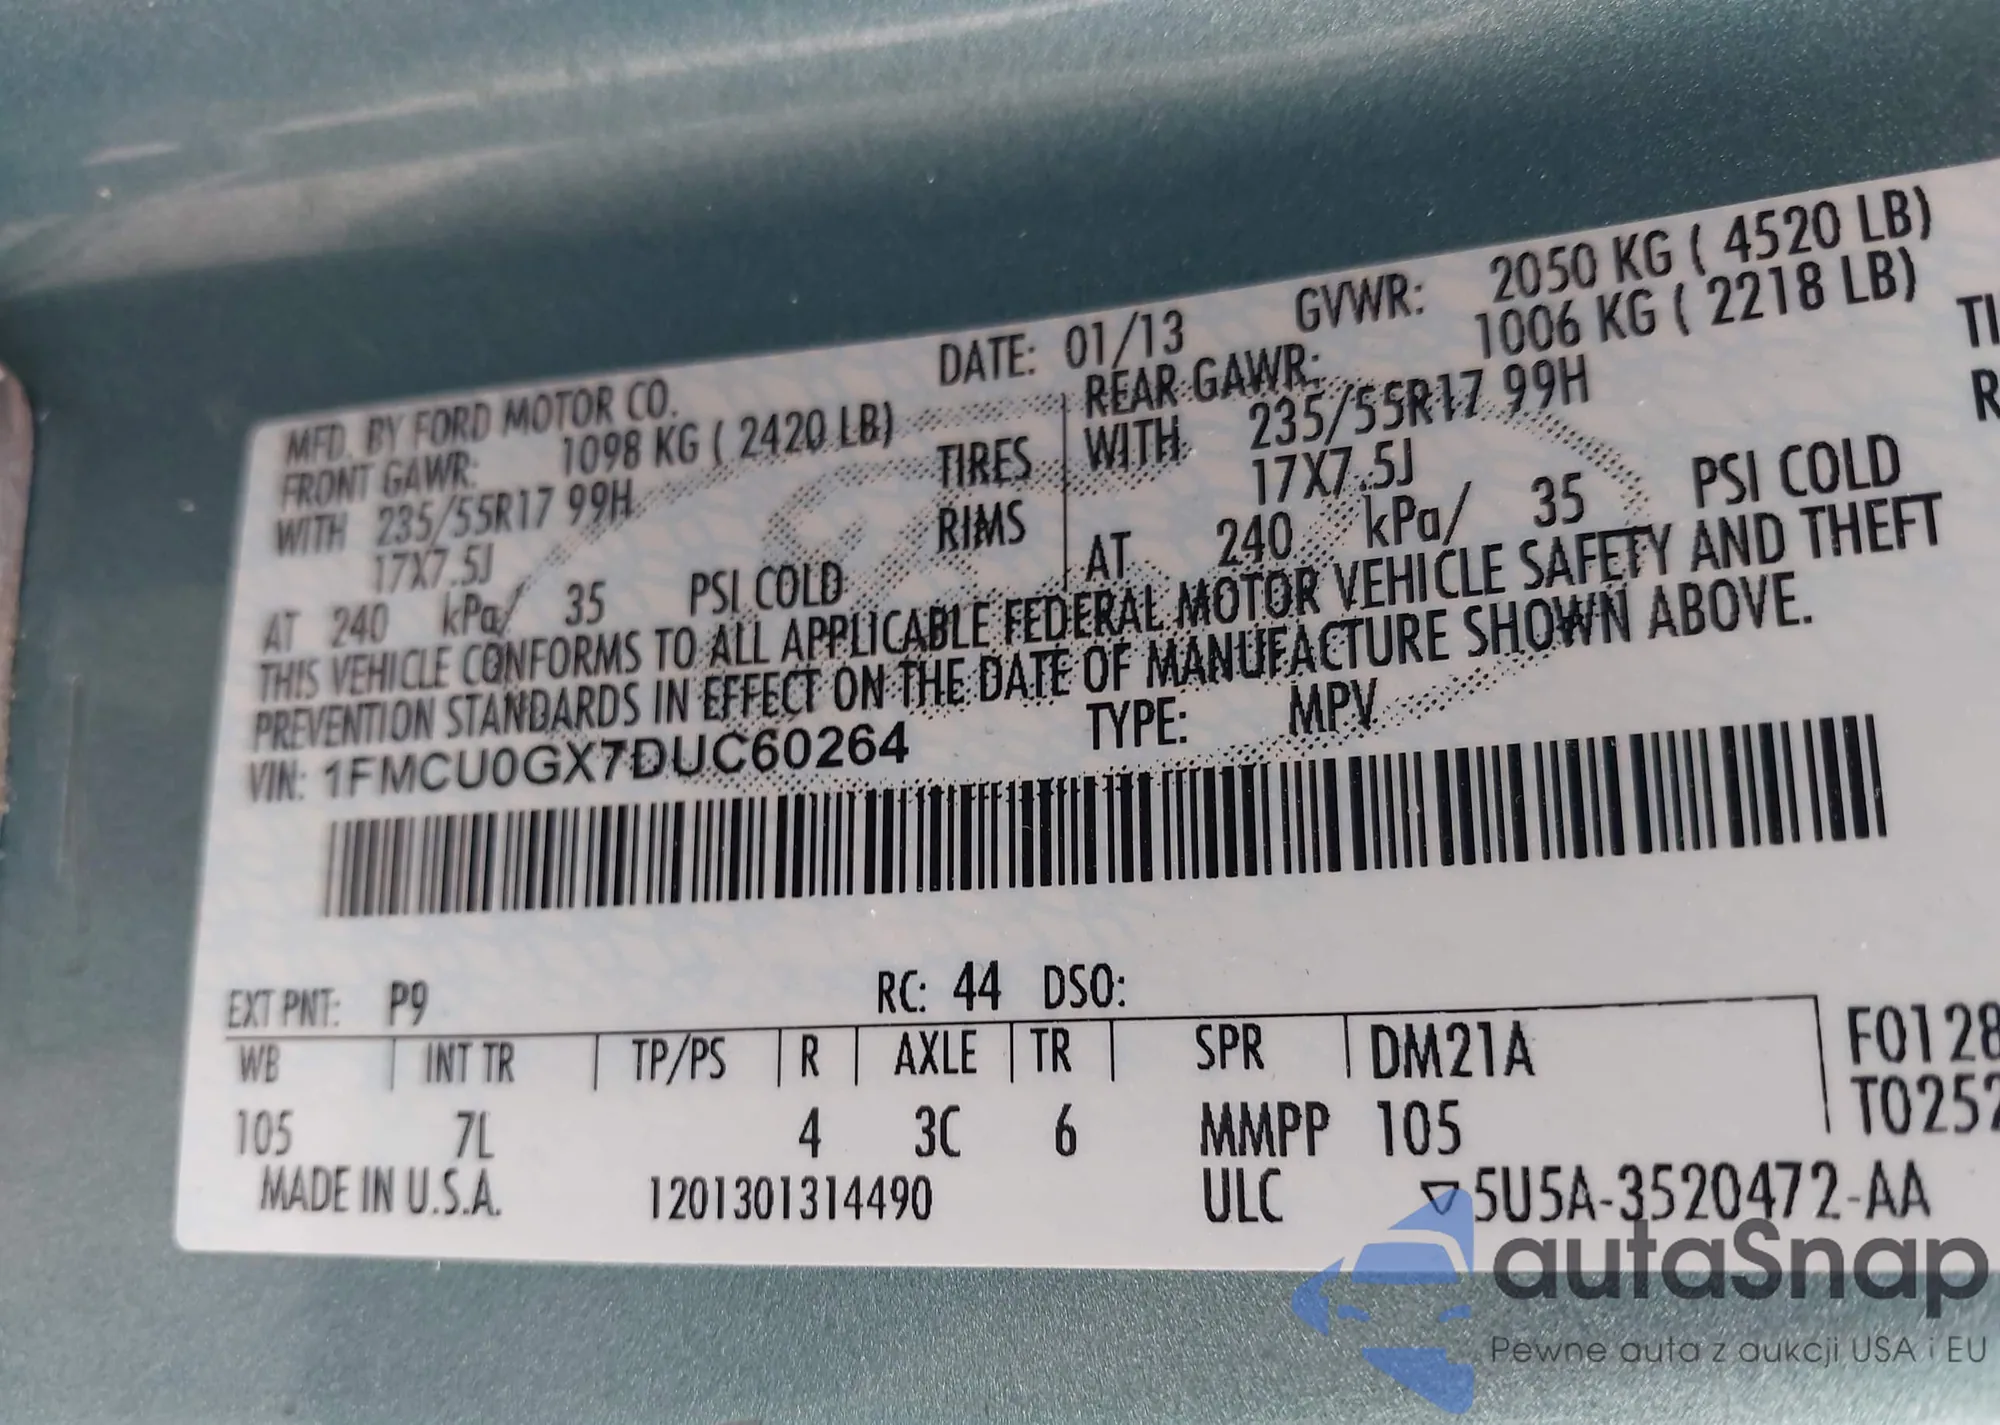 MFD. BY FORD MOTOR CO. DATE: 01/13 GVWR: 2050 KG ( 4520 LB)
FRONT GAWR: 1098 KG ( 2420 LB) REAR GAWR: 1006 KG ( 2218 LB)
WITH 235/55R17 99H TIRES WITH 235/55R17 99H TI
17X7.5J RIMS 17X7.5J R
AT 240 kPa/ 35 PSI COLD AT 240 kPa/ 35 PSI COLD
THIS VEHICLE CONFORMS TO ALL APPLICABLE FEDERAL MOTOR VEHICLE SAFETY AND THEFT
PREVENTION STANDARDS IN EFFECT ON THE DATE OF MANUFACTURE SHOWN ABOVE.
VIN: 1FMCU0GX7DUC60264 TYPE: MPV
EXT PNT: P9 RC: 44 DSO:
WB INT TR TP/PS R AXLE TR SPR DM21A F0128
105 7L 4 3C 6 MMPP 105 T0252
MADE IN U.S.A. 1201301314490 ULC ▽5U5A-3520472-AA
autaSnap
Pewne auta z aukcji USA i EU